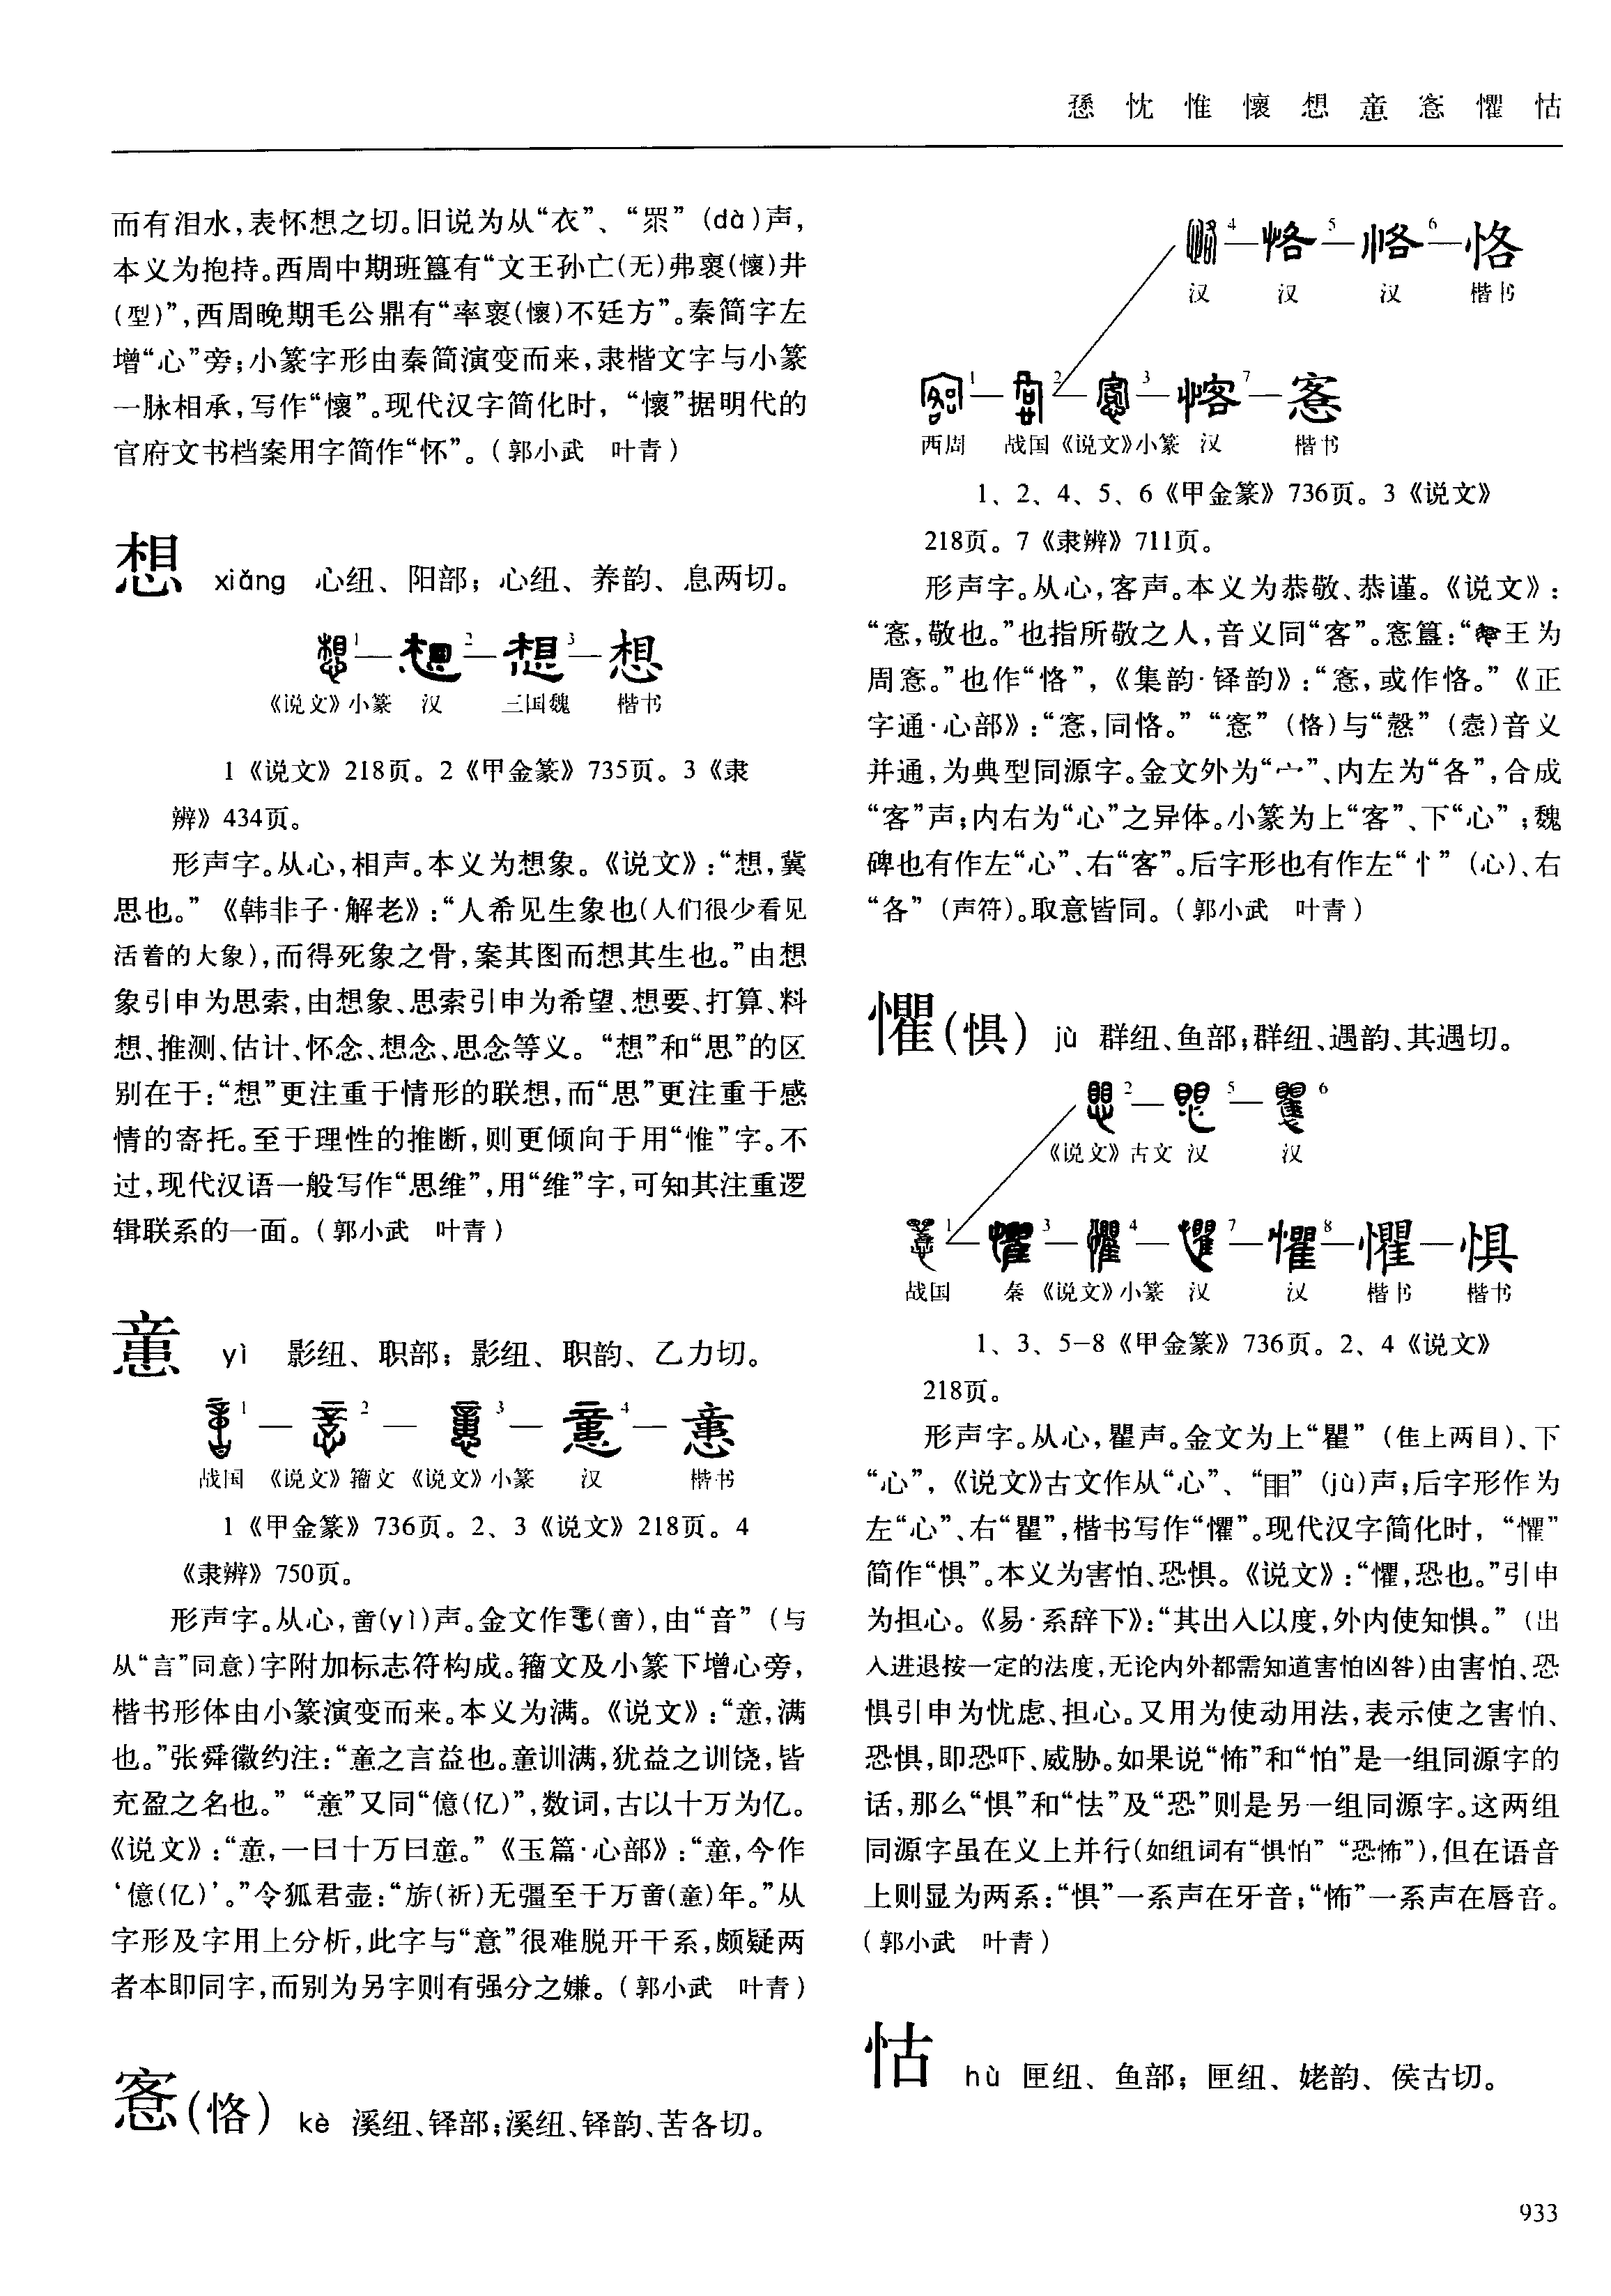 愻 忱 惟 懷 想 𢡃 愙 懼 怙
而有泪水,表怀想之切。旧说为从“衣”、“眔”(dà)声,
本义为抱持。西周中期班簋有“文王孙亡(无)弗褱(懷)井
(型)”,西周晚期毛公鼎有“率褱(懷)不廷方”。秦简字左
增“心”旁;小篆字形由秦简演变而来,隶楷文字与小篆
一脉相承,写作“懷”。现代汉字简化时,“懷”据明代的
官府文书档案用字简作“怀”。(郭小武 叶青)
想 xiǎng 心纽、阳部;心纽、养韵、息两切。
1 2 3
《说文》小篆 汉 三国魏 楷书
1《说文》218页。2《甲金篆》735页。3《隶
辨》434页。
形声字。从心,相声。本义为想象。《说文》:“想,冀
思也。”《韩非子·解老》:“人希见生象也(人们很少看见
活着的大象),而得死象之骨,案其图而想其生也。”由想
象引申为思索,由想象、思索引申为希望、想要、打算、料
想、推测、估计、怀念、想念、思念等义。“想”和“思”的区
别在于:“想”更注重于情形的联想,而“思”更注重于感
情的寄托。至于理性的推断,则更倾向于用“惟”字。不
过,现代汉语一般写作“思维”,用“维”字,可知其注重逻
辑联系的一面。(郭小武 叶青)
𢡃 yì 影纽、职部;影纽、职韵、乙力切。
1 2 3 4
战国 《说文》籀文 《说文》小篆 汉 楷书
1《甲金篆》736页。2、3《说文》218页。4
《隶辨》750页。
形声字。从心,啻(yì)声。金文作(啻),由“音”(与
从“言”同意)字附加标志符构成。籀文及小篆下增心旁,
楷书形体由小篆演变而来。本义为满。《说文》:“𢡃,满
也。”张舜徽约注:“𢡃之言益也。𢡃训满,犹益之训饶,皆
充盈之名也。”“𢡃”又同“億(亿)”,数词,古以十万为亿。
《说文》:“𢡃,一曰十万曰𢡃。”《玉篇·心部》:“𢡃,今作
‘億(亿)’。”令狐君壶:“旂(祈)无彊至于万啻(𢡃)年。”从
字形及字用上分析,此字与“意”很难脱开干系,颇疑两
者本即同字,而别为另字则有强分之嫌。(郭小武 叶青)
愙(恪) kè 溪纽、铎部;溪纽、铎韵、苦各切。
4 恪 5 恪 6 恪
汉 汉 汉 楷书
1 2 3 7 愙
西周 战国 《说文》小篆 汉 楷书
1、2、4、5、6《甲金篆》736页。3《说文》
218页。7《隶辨》711页。
形声字。从心,客声。本义为恭敬、恭谨。《说文》:
“愙,敬也。”也指所敬之人,音义同“客”。愙簋:“王为
周愙。”也作“恪”,《集韵·铎韵》:“愙,或作恪。”《正
字通·心部》:“愙,同恪。”“愙”(恪)与“慤”(悫)音义
并通,为典型同源字。金文外为“宀”、内左为“各”,合成
“客”声;内右为“心”之异体。小篆为上“客”、下“心”;魏
碑也有作左“心”、右“客”。后字形也有作左“忄”(心)、右
“各”(声符)。取意皆同。(郭小武 叶青)
懼(惧) jù 群纽、鱼部;群纽、遇韵、其遇切。
2 5 6
《说文》古文 汉 汉
1 3 4 7 8 懼 惧
战国 秦 《说文》小篆 汉 汉 楷书 楷书
1、3、5-8《甲金篆》736页。2、4《说文》
218页。
形声字。从心,瞿声。金文为上“瞿”(隹上两目)、下
“心”,《说文》古文作从“心”、“䀠”(jù)声;后字形作为
左“心”、右“瞿”,楷书写作“懼”。现代汉字简化时,“懼”
简作“惧”。本义为害怕、恐惧。《说文》:“懼,恐也。”引申
为担心。《易·系辞下》:“其出入以度,外内使知惧。”(出
入进退按一定的法度,无论内外都需知道害怕凶咎)由害怕、恐
惧引申为忧虑、担心。又用为使动用法,表示使之害怕、
恐惧,即恐吓、威胁。如果说“怖”和“怕”是一组同源字的
话,那么“惧”和“怯”及“恐”则是另一组同源字。这两组
同源字虽在义上并行(如组词有“惧怕”“恐怖”),但在语音
上则显为两系:“惧”一系声在牙音;“怖”一系声在唇音。
(郭小武 叶青)
怙 hù 匣纽、鱼部;匣纽、姥韵、侯古切。
933